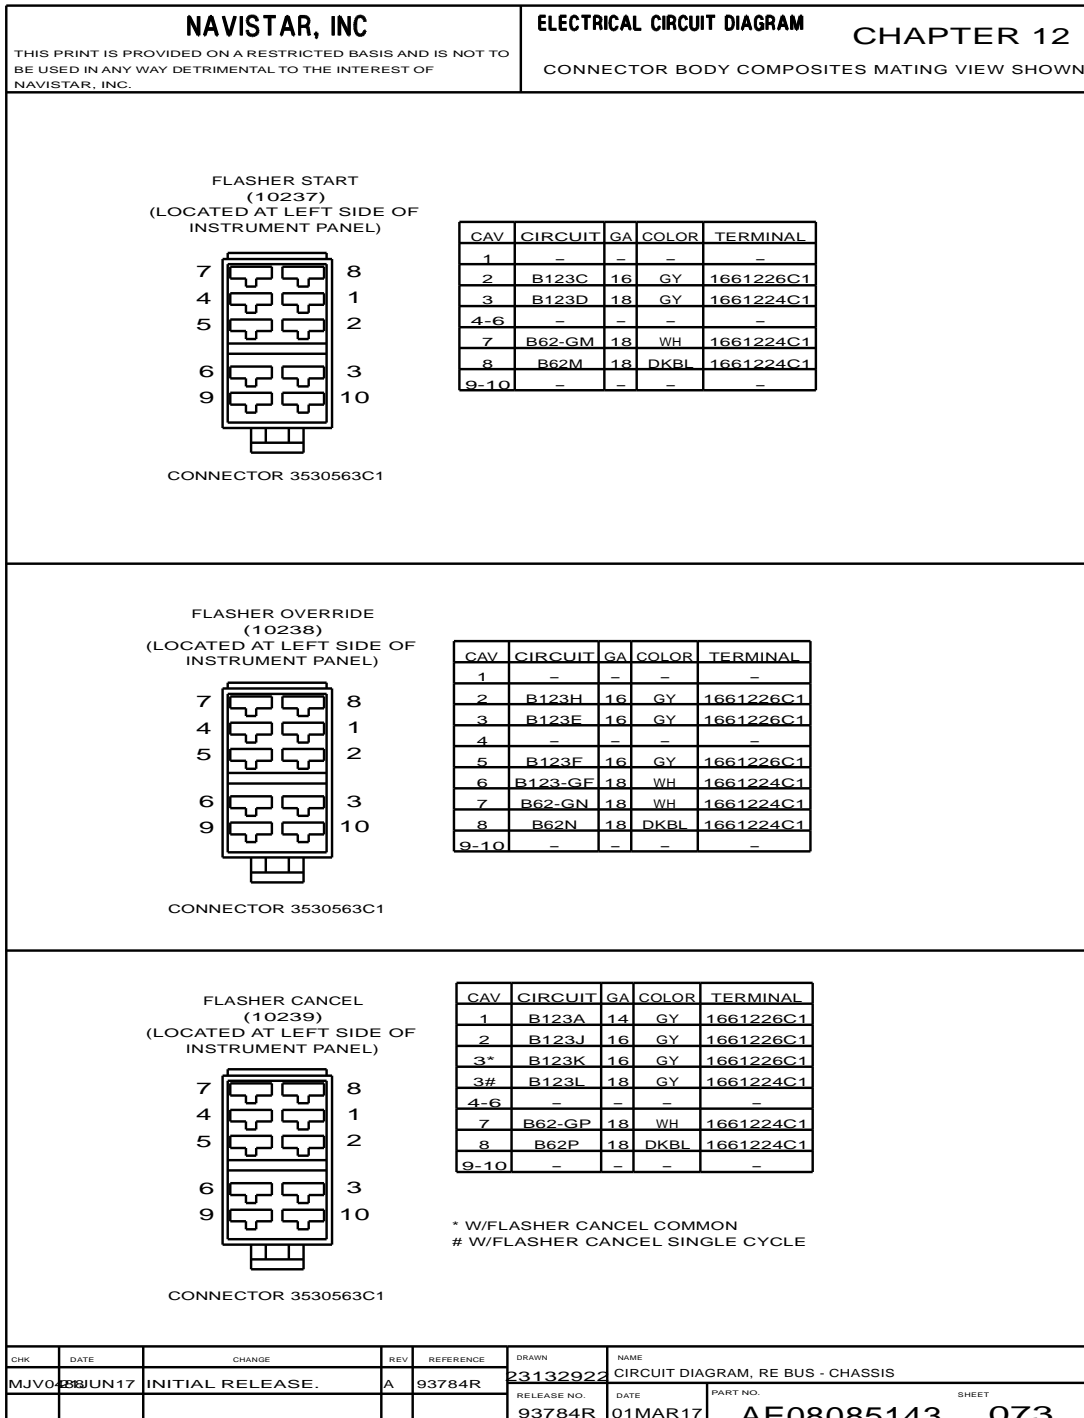 NAVISTAR, INC
THIS PRINT IS PROVIDED ON A RESTRICTED BASIS AND IS NOT TO
BE USED IN ANY WAY DETRIMENTAL TO THE INTEREST OF
NAVISTAR, INC.
ELECTRICAL CIRCUIT DIAGRAM
CHAPTER 12
CONNECTOR BODY COMPOSITES MATING VIEW SHOWN
FLASHER START
(10237)
(LOCATED AT LEFT SIDE OF
INSTRUMENT PANEL)
7 8
4 1
5 2
6 3
9 10
CONNECTOR 3530563C1
CAV CIRCUIT GA COLOR TERMINAL
1 – – – –
2 B123C 16 GY 1661226C1
3 B123D 18 GY 1661224C1
4-6 – – – –
7 B62-GM 18 WH 1661224C1
8 B62M 18 DKBL 1661224C1
9-10 – – – –
FLASHER OVERRIDE
(10238)
(LOCATED AT LEFT SIDE OF
INSTRUMENT PANEL)
7 8
4 1
5 2
6 3
9 10
CONNECTOR 3530563C1
CAV CIRCUIT GA COLOR TERMINAL
1 – – – –
2 B123H 16 GY 1661226C1
3 B123E 16 GY 1661226C1
4 – – – –
5 B123F 16 GY 1661226C1
6 B123-GF 18 WH 1661224C1
7 B62-GN 18 WH 1661224C1
8 B62N 18 DKBL 1661224C1
9-10 – – – –
FLASHER CANCEL
(10239)
(LOCATED AT LEFT SIDE OF
INSTRUMENT PANEL)
7 8
4 1
5 2
6 3
9 10
CONNECTOR 3530563C1
CAV CIRCUIT GA COLOR TERMINAL
1 B123A 14 GY 1661226C1
2 B123J 16 GY 1661226C1
3* B123K 16 GY 1661226C1
3# B123L 18 GY 1661224C1
4-6 – – – –
7 B62-GP 18 WH 1661224C1
8 B62P 18 DKBL 1661224C1
9-10 – – – –
* W/FLASHER CANCEL COMMON
# W/FLASHER CANCEL SINGLE CYCLE
CHK DATE CHANGE REV REFERENCE
INITIAL RELEASE. A 93784R
DRAWN
23132922
NAME
CIRCUIT DIAGRAM, RE BUS - CHASSIS
RELEASE NO.
93784R
DATE
01MAR17
PART NO.
AE08085143
SHEET
073